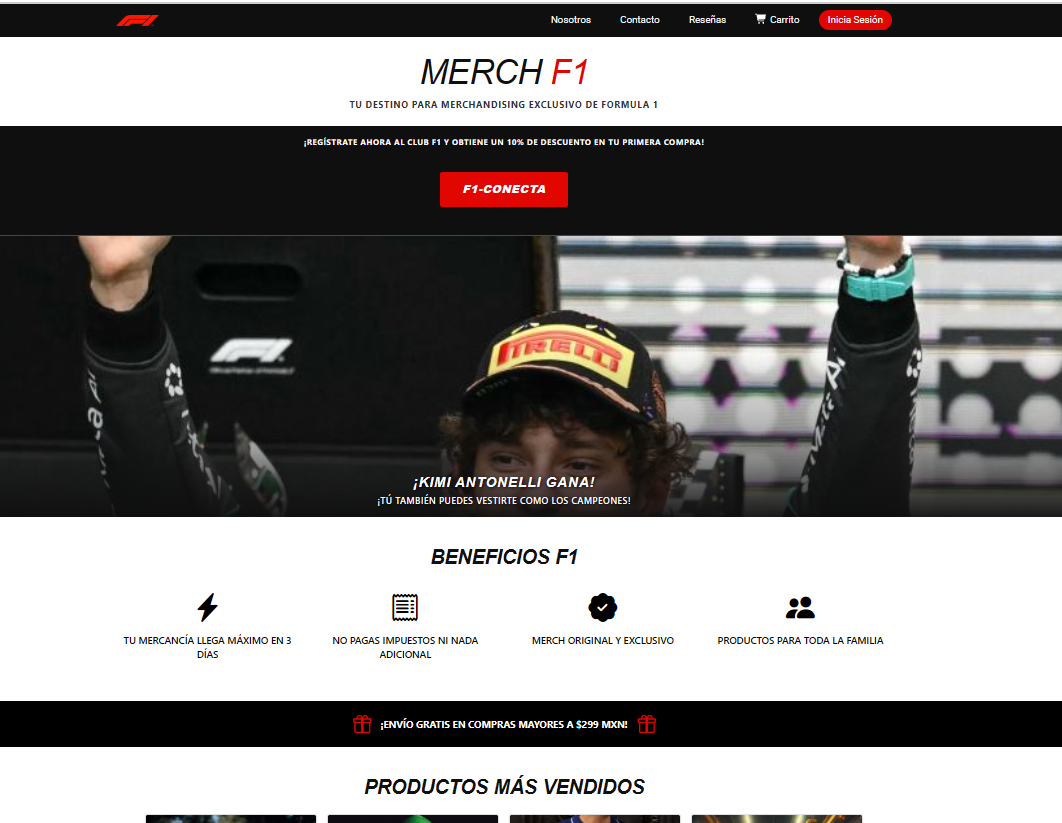 F1
Nosotros
Contacto
Reseñas
Carrito
Inicia Sesión
MERCH F1
TU DESTINO PARA MERCHANDISING EXCLUSIVO DE FORMULA 1
¡REGÍSTRATE AHORA AL CLUB F1 Y OBTIENE UN 10% DE DESCUENTO EN TU PRIMERA COMPRA!
F1-CONECTA
F1
PIRELLI
¡KIMI ANTONELLI GANA!
¡TÚ TAMBIÉN PUEDES VESTIRTE COMO LOS CAMPEONES!
BENEFICIOS F1
TU MERCANCÍA LLEGA MÁXIMO EN 3
DÍAS
NO PAGAS IMPUESTOS NI NADA
ADICIONAL
MERCH ORIGINAL Y EXCLUSIVO
PRODUCTOS PARA TODA LA FAMILIA
¡ENVÍO GRATIS EN COMPRAS MAYORES A $299 MXN!
PRODUCTOS MÁS VENDIDOS